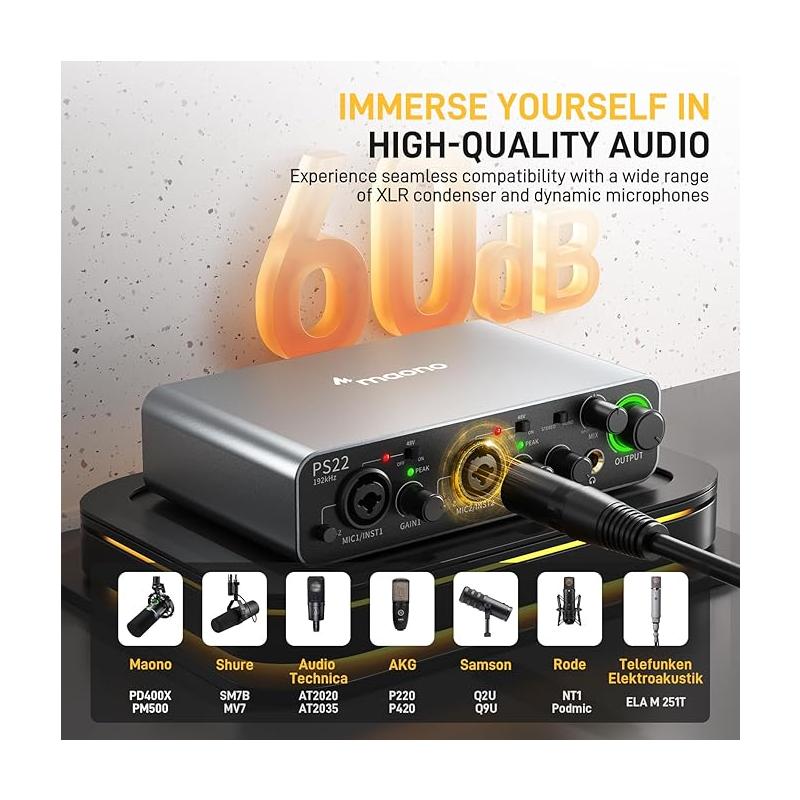 IMMERSE YOURSELF IN
HIGH-QUALITY AUDIO
Experience seamless compatibility with a wide range
of XLR condenser and dynamic microphones
60dB
maono
PS22
192kHz
48V
OFF
ON
PEAK
MIC1/INST1
GAIN1
2
MIC2/INST2
48V
ON
PEAK
STEREO
MIX
OUTPUT
Maono
PD400X
PM500
Shure
SM7B
MV7
Audio
Technica
AT2020
AT2035
AKG
P220
P420
Samson
Q2U
Q9U
Rode
NT1
Podmic
Telefunken
Elektroakustik
ELA M 251T